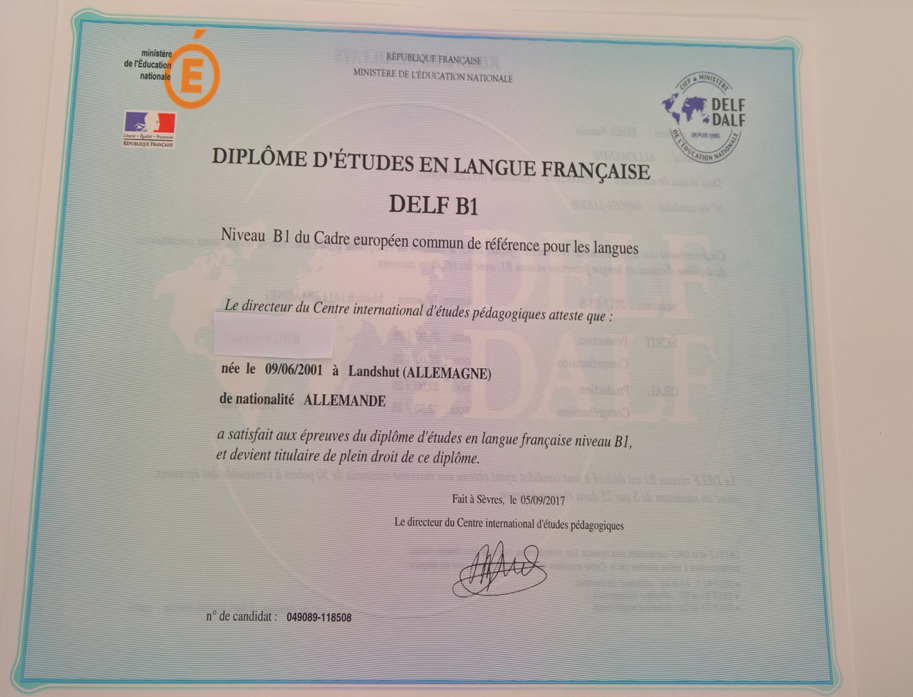 ministère
de l'Éducation
nationale
É
Liberté • Égalité • Fraternité
RÉPUBLIQUE FRANÇAISE
RÉPUBLIQUE FRANÇAISE
MINISTÈRE DE L'ÉDUCATION NATIONALE
CIEP & MINISTÈRE
DELF
DALF
DEPUIS 1985
DE L'ÉDUCATION NATIONALE
DIPLÔME D'ÉTUDES EN LANGUE FRANÇAISE
DELF B1
Niveau B1 du Cadre européen commun de référence pour les langues
DELF
DALF
Le directeur du Centre international d'études pédagogiques atteste que :
née le 09/06/2001 à Landshut (ALLEMAGNE)
de nationalité ALLEMANDE
a satisfait aux épreuves du diplôme d'études en langue française niveau B1,
et devient titulaire de plein droit de ce diplôme.
Fait à Sèvres, le 05/09/2017
Le directeur du Centre international d'études pédagogiques
n° de candidat : 049089-118508